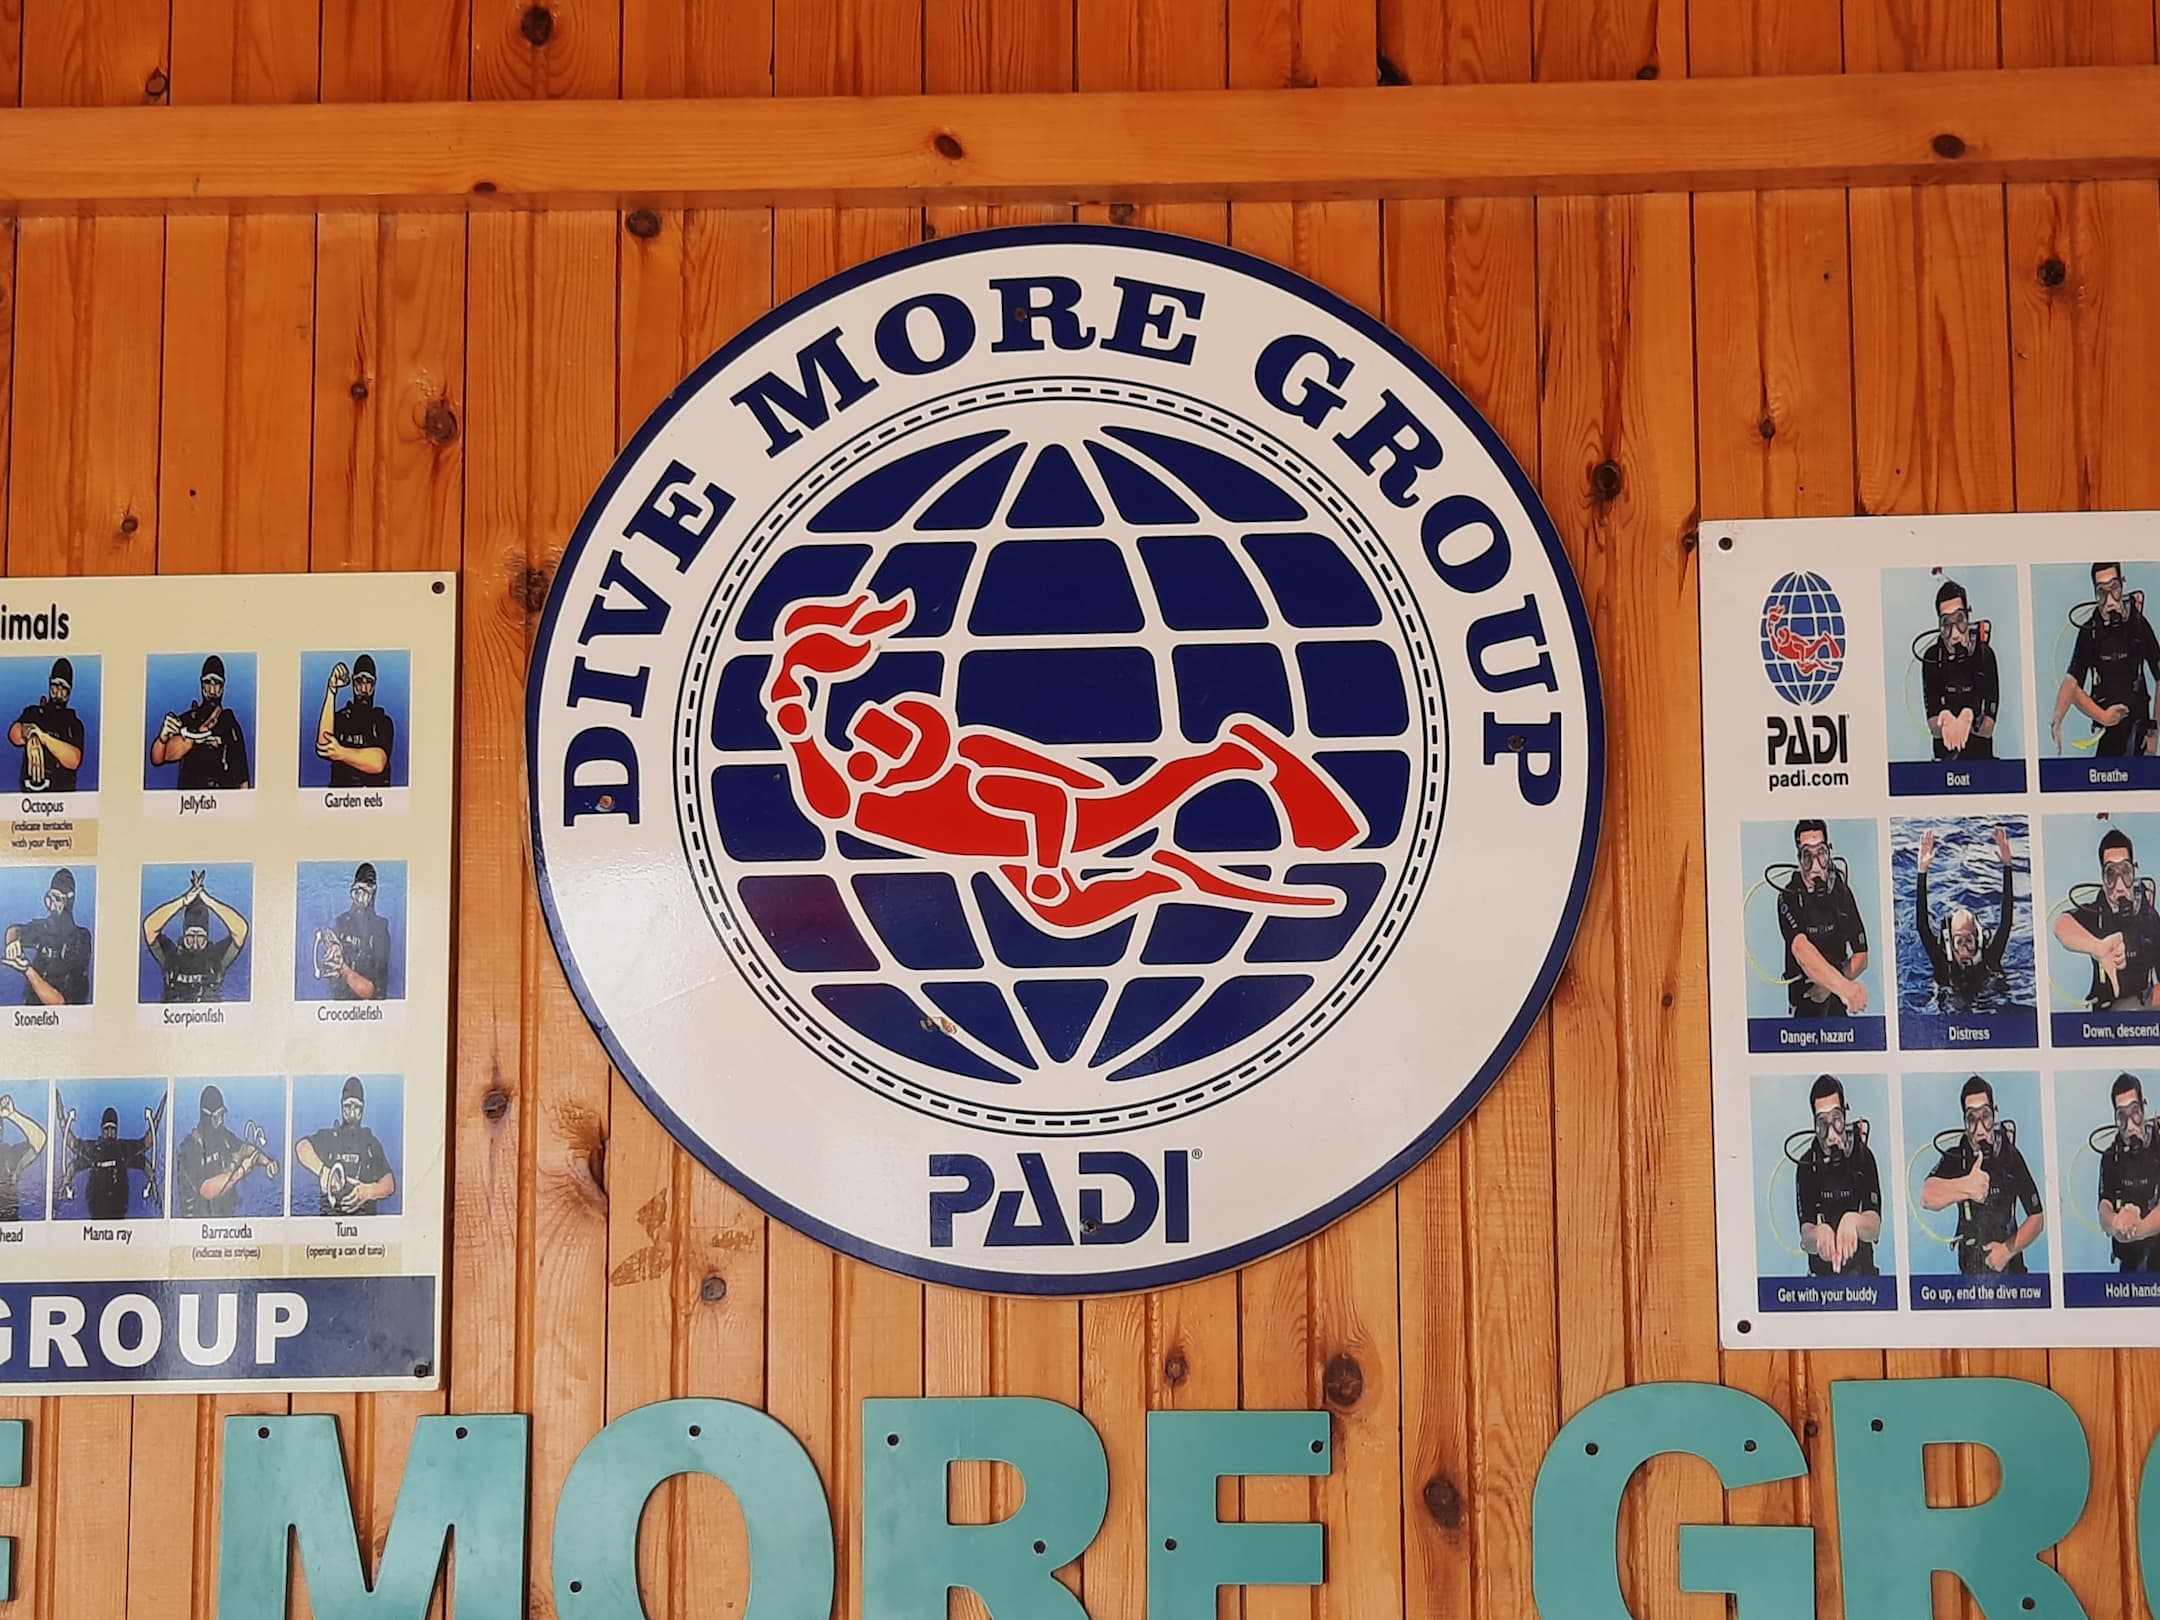 DIVE MORE GROUP
PADI®
imals
Octopus
(indicate tentacles
with your fingers)
Jellyfish
Garden eels
Stonefish
Scorpionfish
Crocodilefish
head
Manta ray
Barracuda
(indicate its stripes)
Tuna
(opening a can of tuna)
GROUP
PADI
padi.com
Boat
Breathe
Danger, hazard
Distress
Down, descend
Get with your buddy
Go up, end the dive now
Hold hands
E MORE GR